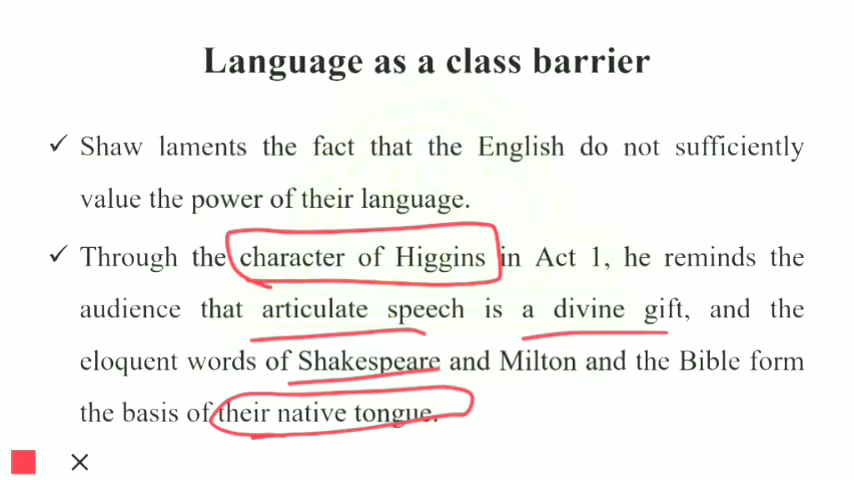 Language as a class barrier
✓ Shaw laments the fact that the English do not sufficiently
value the power of their language.
✓ Through the character of Higgins in Act 1, he reminds the
audience that articulate speech is a divine gift, and the
eloquent words of Shakespeare and Milton and the Bible form
the basis of their native tongue.